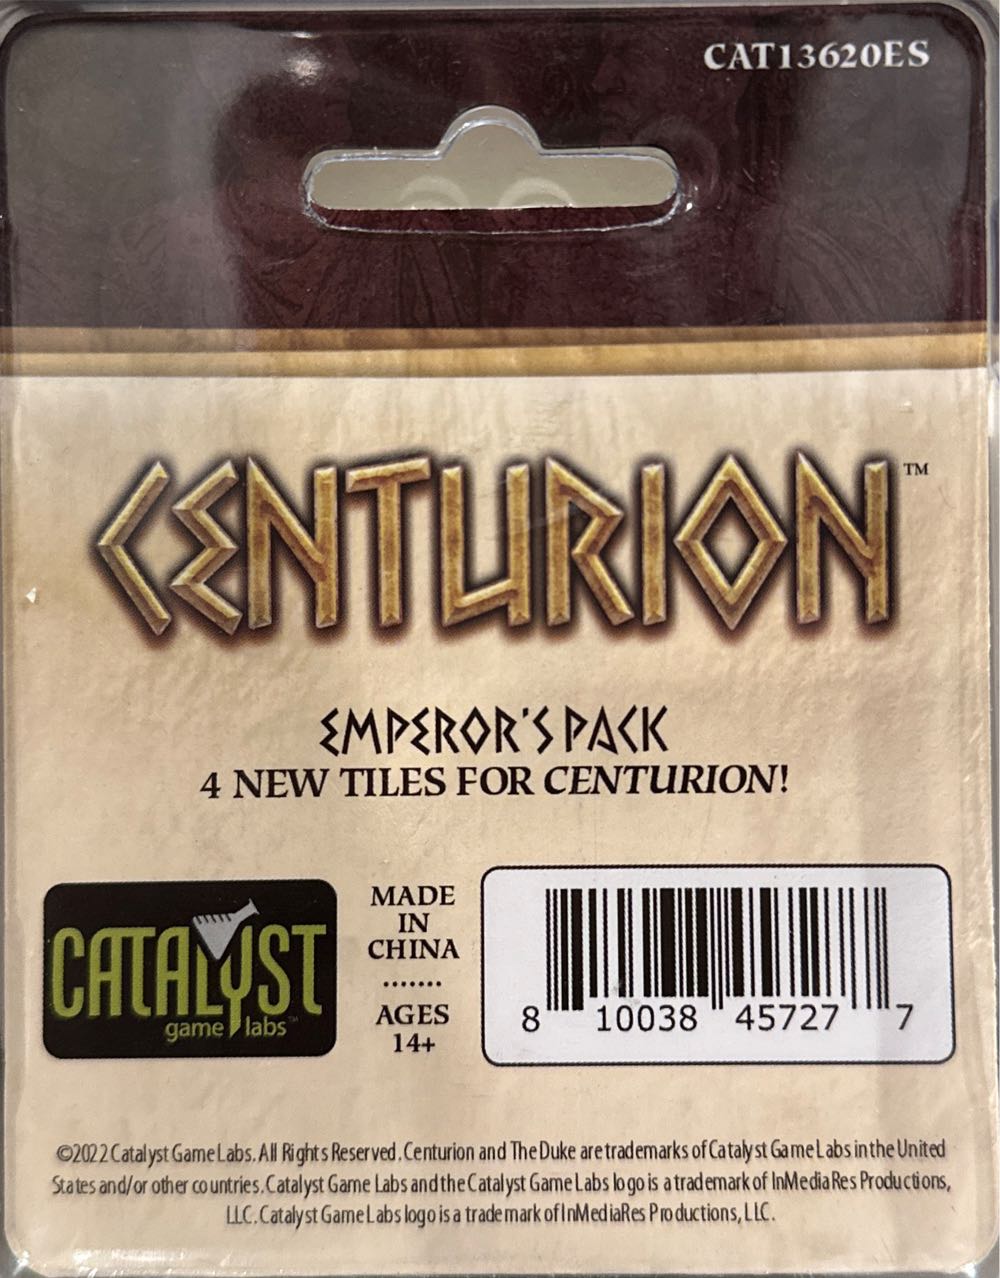 CAT13620ES
CENTURION™
EMPEROR'S PACK
4 NEW TILES FOR CENTURION!
CATALYST
game labs™
MADE
IN
CHINA
.......
AGES
14+
8 10038 45727 7
©2022 Catalyst Game Labs. All Rights Reserved. Centurion and The Duke are trademarks of Catalyst Game Labs in the United
States and/or other countries. Catalyst Game Labs and the Catalyst Game Labs logo is a trademark of InMediaRes Productions,
LLC. Catalyst Game Labs logo is a trademark of InMediaRes Productions, LLC.